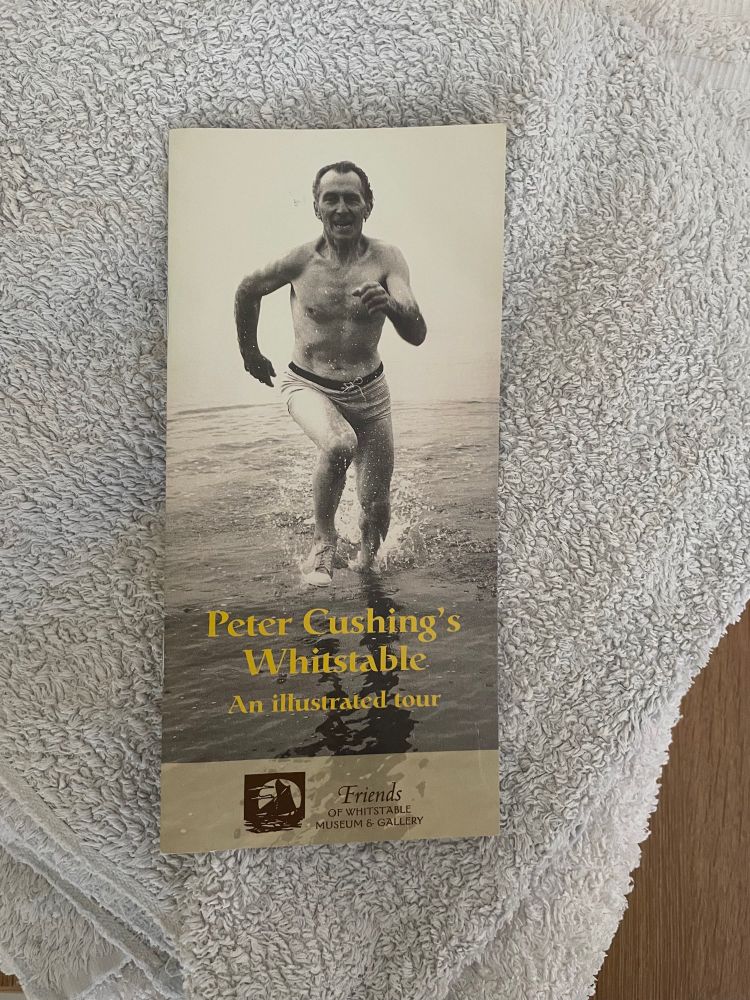 Peter Cushing's
Whitstable
An illustrated tour
Friends
OF WHITSTABLE
MUSEUM & GALLERY